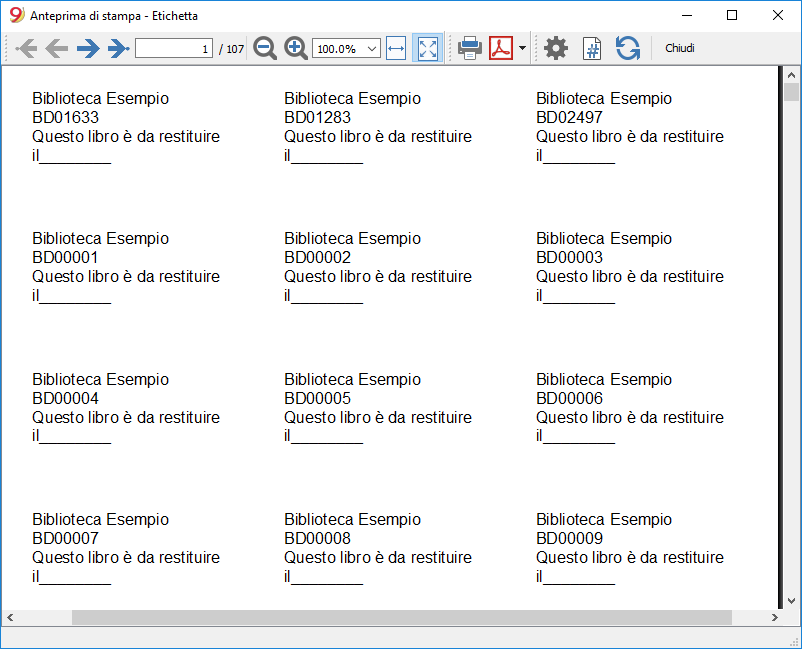 Anteprima di stampa - Etichetta
1 / 107 100.0% Chiudi
Biblioteca Esempio
BD01633
Questo libro è da restituire
il________
Biblioteca Esempio
BD01283
Questo libro è da restituire
il________
Biblioteca Esempio
BD02497
Questo libro è da restituire
il________
Biblioteca Esempio
BD00001
Questo libro è da restituire
il________
Biblioteca Esempio
BD00002
Questo libro è da restituire
il________
Biblioteca Esempio
BD00003
Questo libro è da restituire
il________
Biblioteca Esempio
BD00004
Questo libro è da restituire
il________
Biblioteca Esempio
BD00005
Questo libro è da restituire
il________
Biblioteca Esempio
BD00006
Questo libro è da restituire
il________
Biblioteca Esempio
BD00007
Questo libro è da restituire
il________
Biblioteca Esempio
BD00008
Questo libro è da restituire
il________
Biblioteca Esempio
BD00009
Questo libro è da restituire
il________